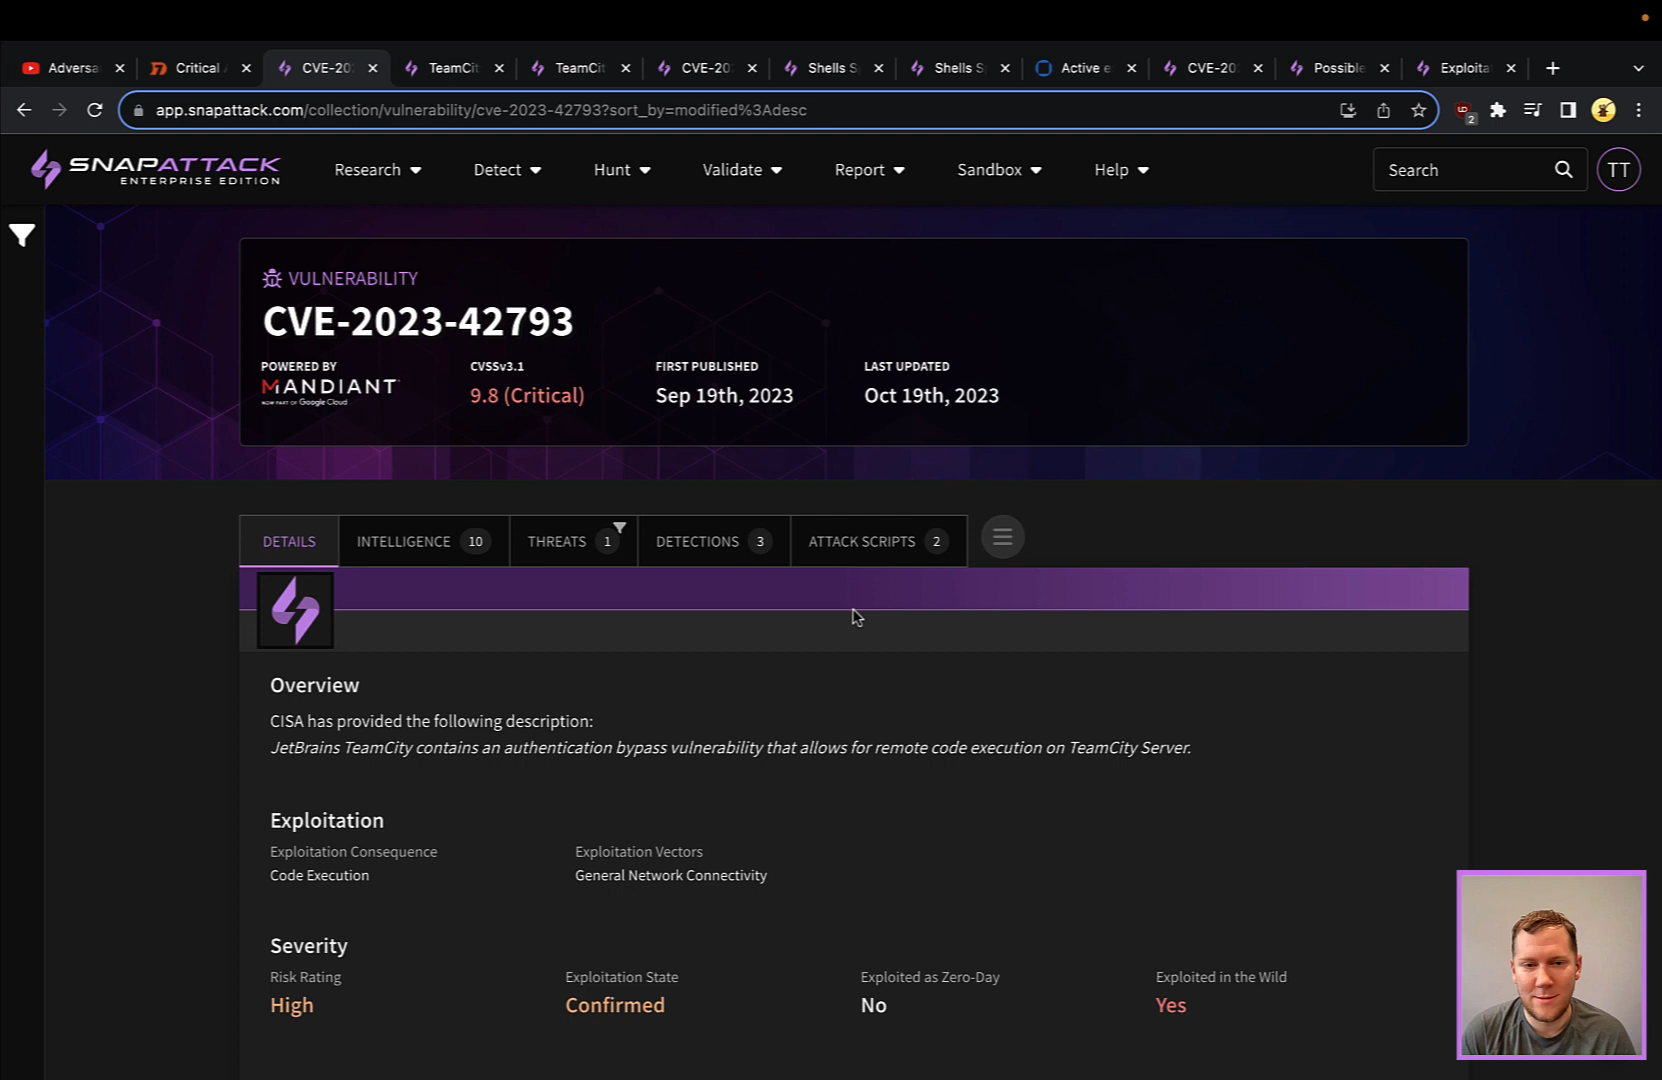 Adversa
Critical
CVE-20
TeamCit
TeamCit
CVE-20
Shells S
Shells S
Active e
CVE-20
Possible
Exploita
app.snapattack.com/collection/vulnerability/cve-2023-42793?sort_by=modified%3Adesc
2
SNAPATTACK
ENTERPRISE EDITION
Research
Detect
Hunt
Validate
Report
Sandbox
Help
Search
TT
VULNERABILITY
CVE-2023-42793
POWERED BY
MANDIANT
NOW PART OF Google Cloud
CVSSv3.1
9.8 (Critical)
FIRST PUBLISHED
Sep 19th, 2023
LAST UPDATED
Oct 19th, 2023
DETAILS
INTELLIGENCE 10
THREATS 1
DETECTIONS 3
ATTACK SCRIPTS 2
Overview
CISA has provided the following description:
JetBrains TeamCity contains an authentication bypass vulnerability that allows for remote code execution on TeamCity Server.
Exploitation
Exploitation Consequence
Code Execution
Exploitation Vectors
General Network Connectivity
Severity
Risk Rating
High
Exploitation State
Confirmed
Exploited as Zero-Day
No
Exploited in the Wild
Yes